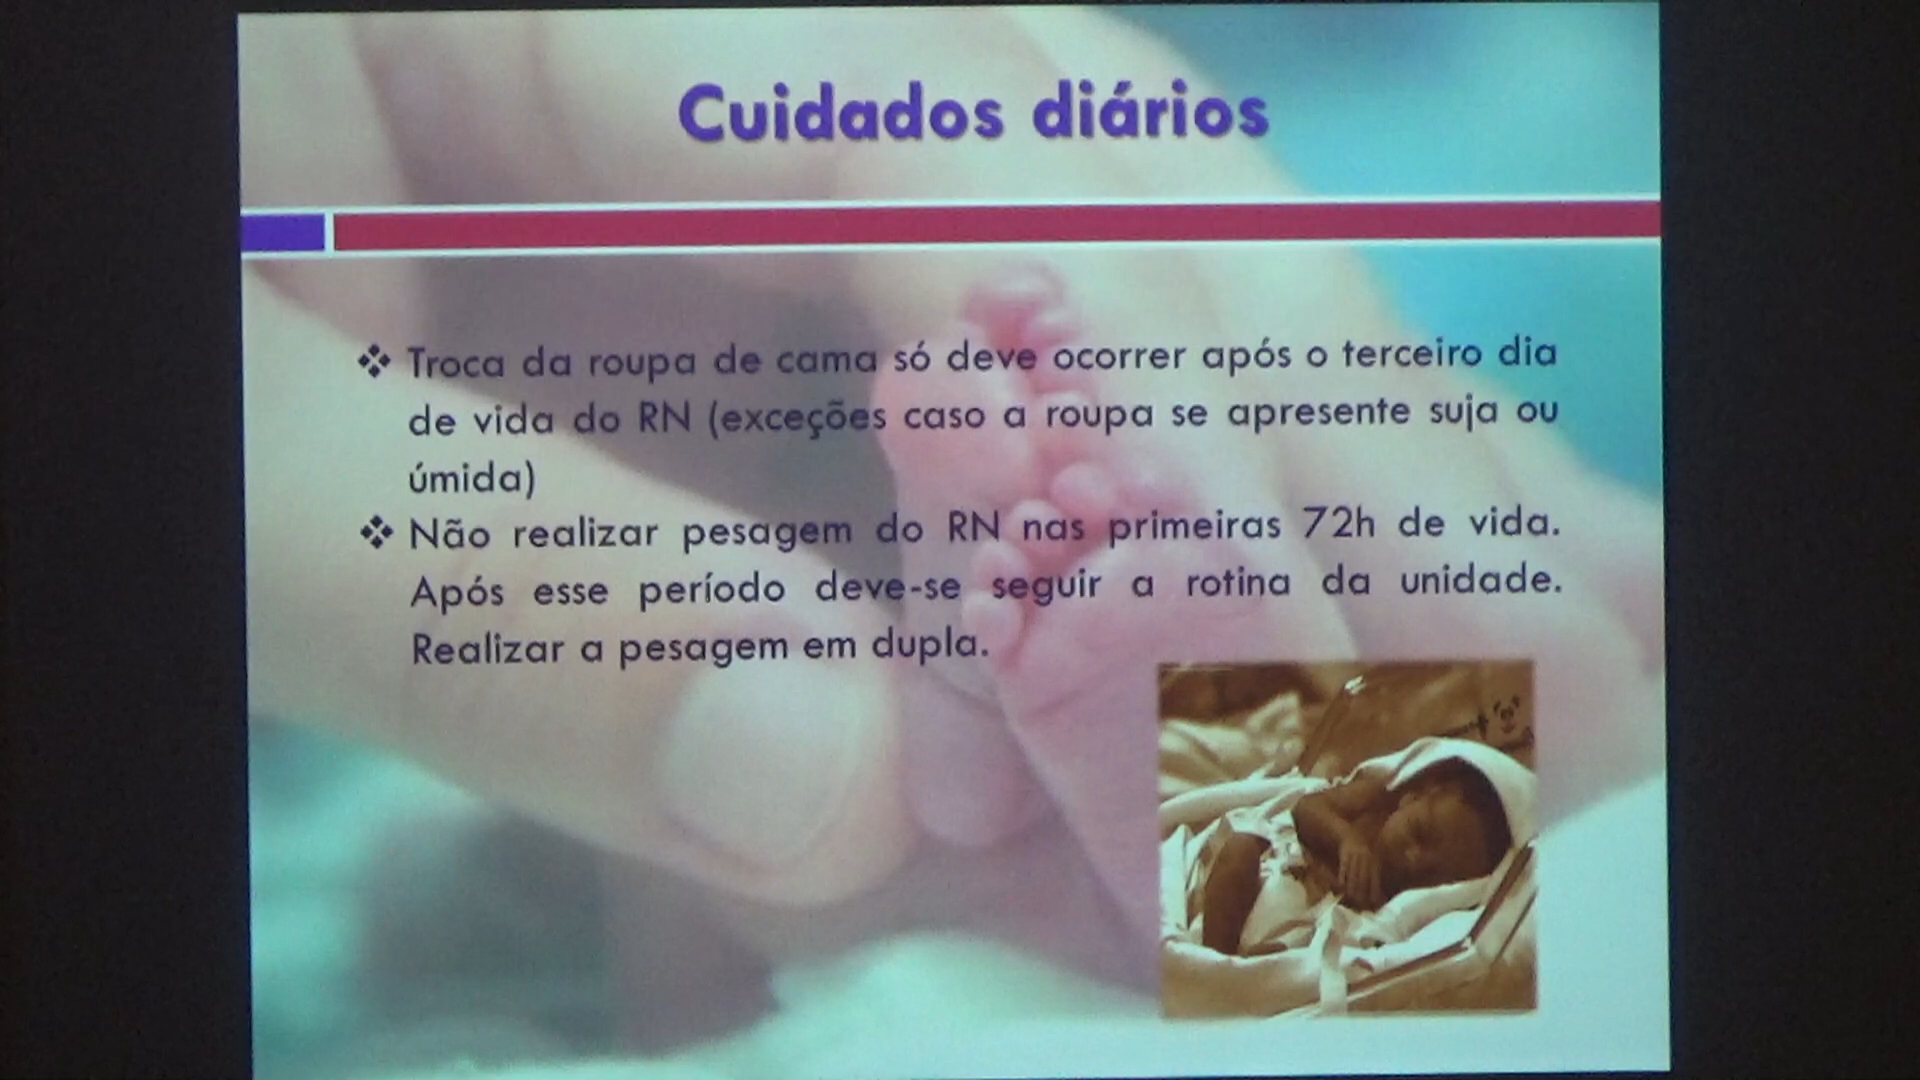 Cuidados diários
❖ Troca da roupa de cama só deve ocorrer após o terceiro dia
de vida do RN (exceções caso a roupa se apresente suja ou
úmida)
❖ Não realizar pesagem do RN nas primeiras 72h de vida.
Após esse período deve-se seguir a rotina da unidade.
Realizar a pesagem em dupla.